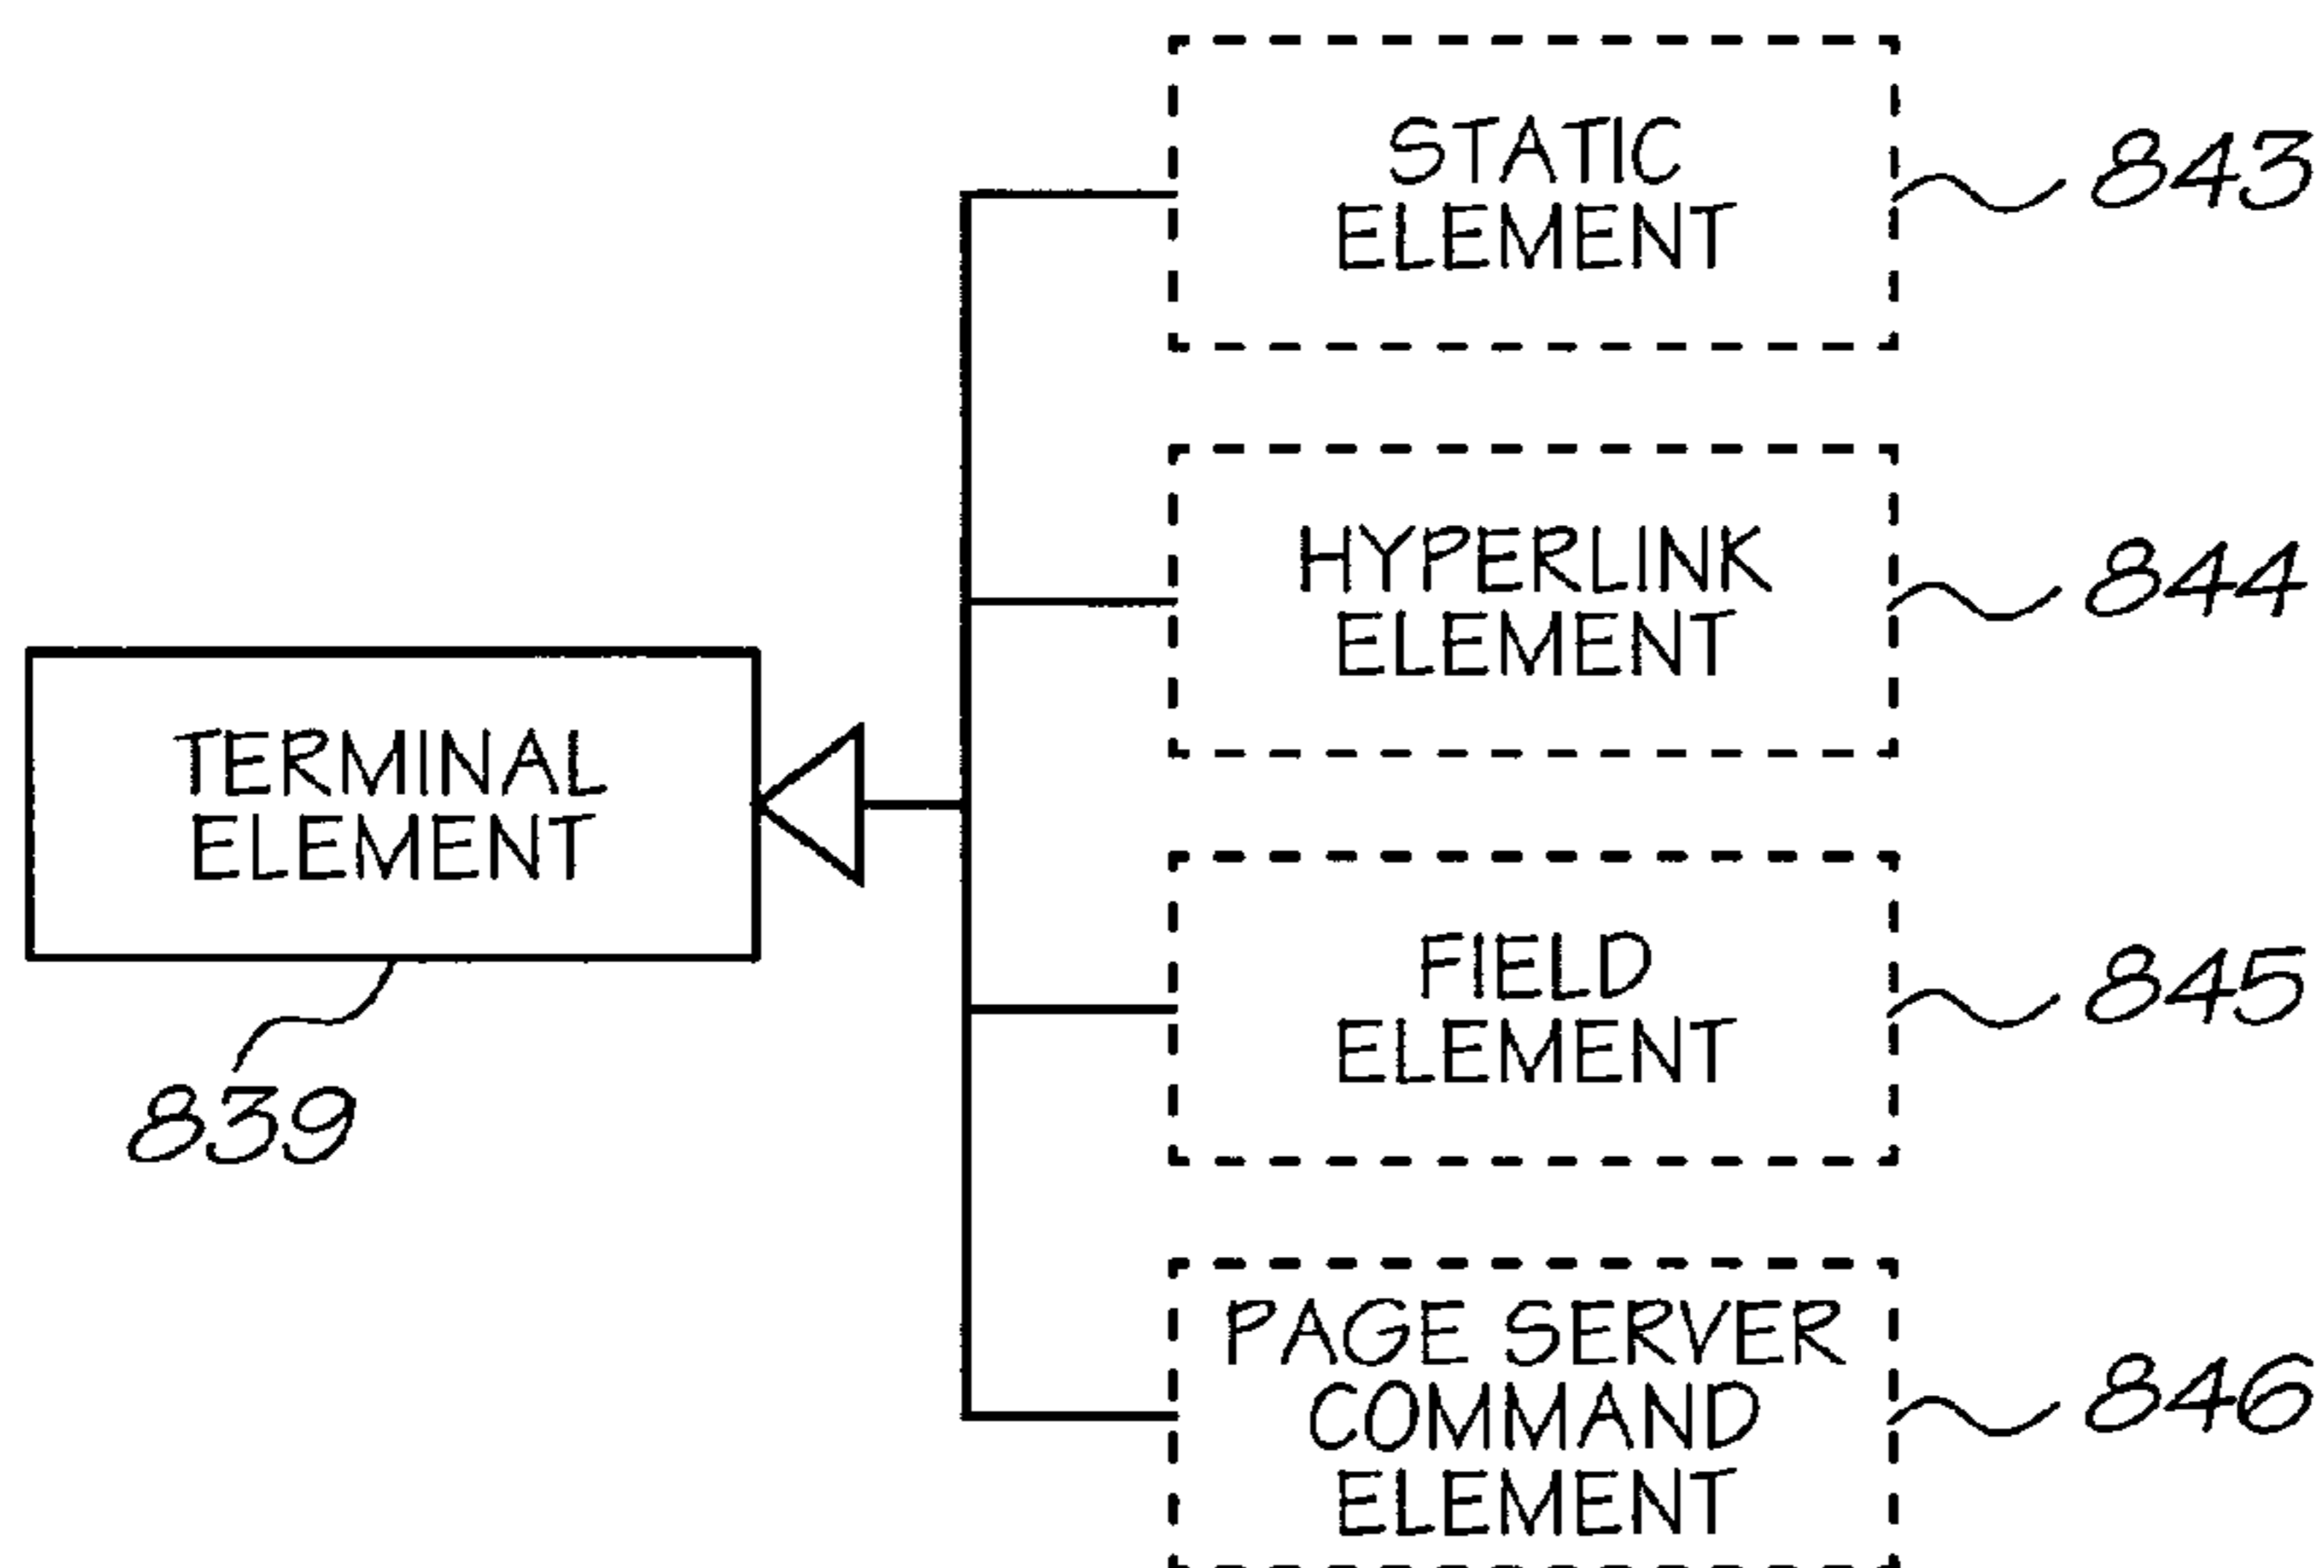 STATIC
ELEMENT
843
HYPERLINK
ELEMENT
844
TERMINAL
ELEMENT
839
FIELD
ELEMENT
845
PAGE SERVER
COMMAND
ELEMENT
846